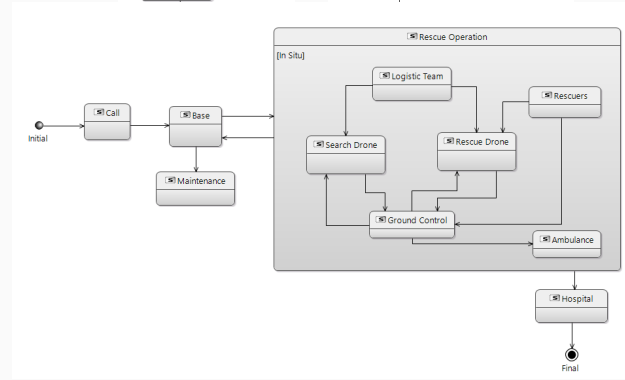 Rescue Operation
[In Situ]
Logistic Team
Rescuers
Call
Base
Initial
Search Drone
Rescue Drone
Maintenance
Ground Control
Ambulance
Hospital
Final